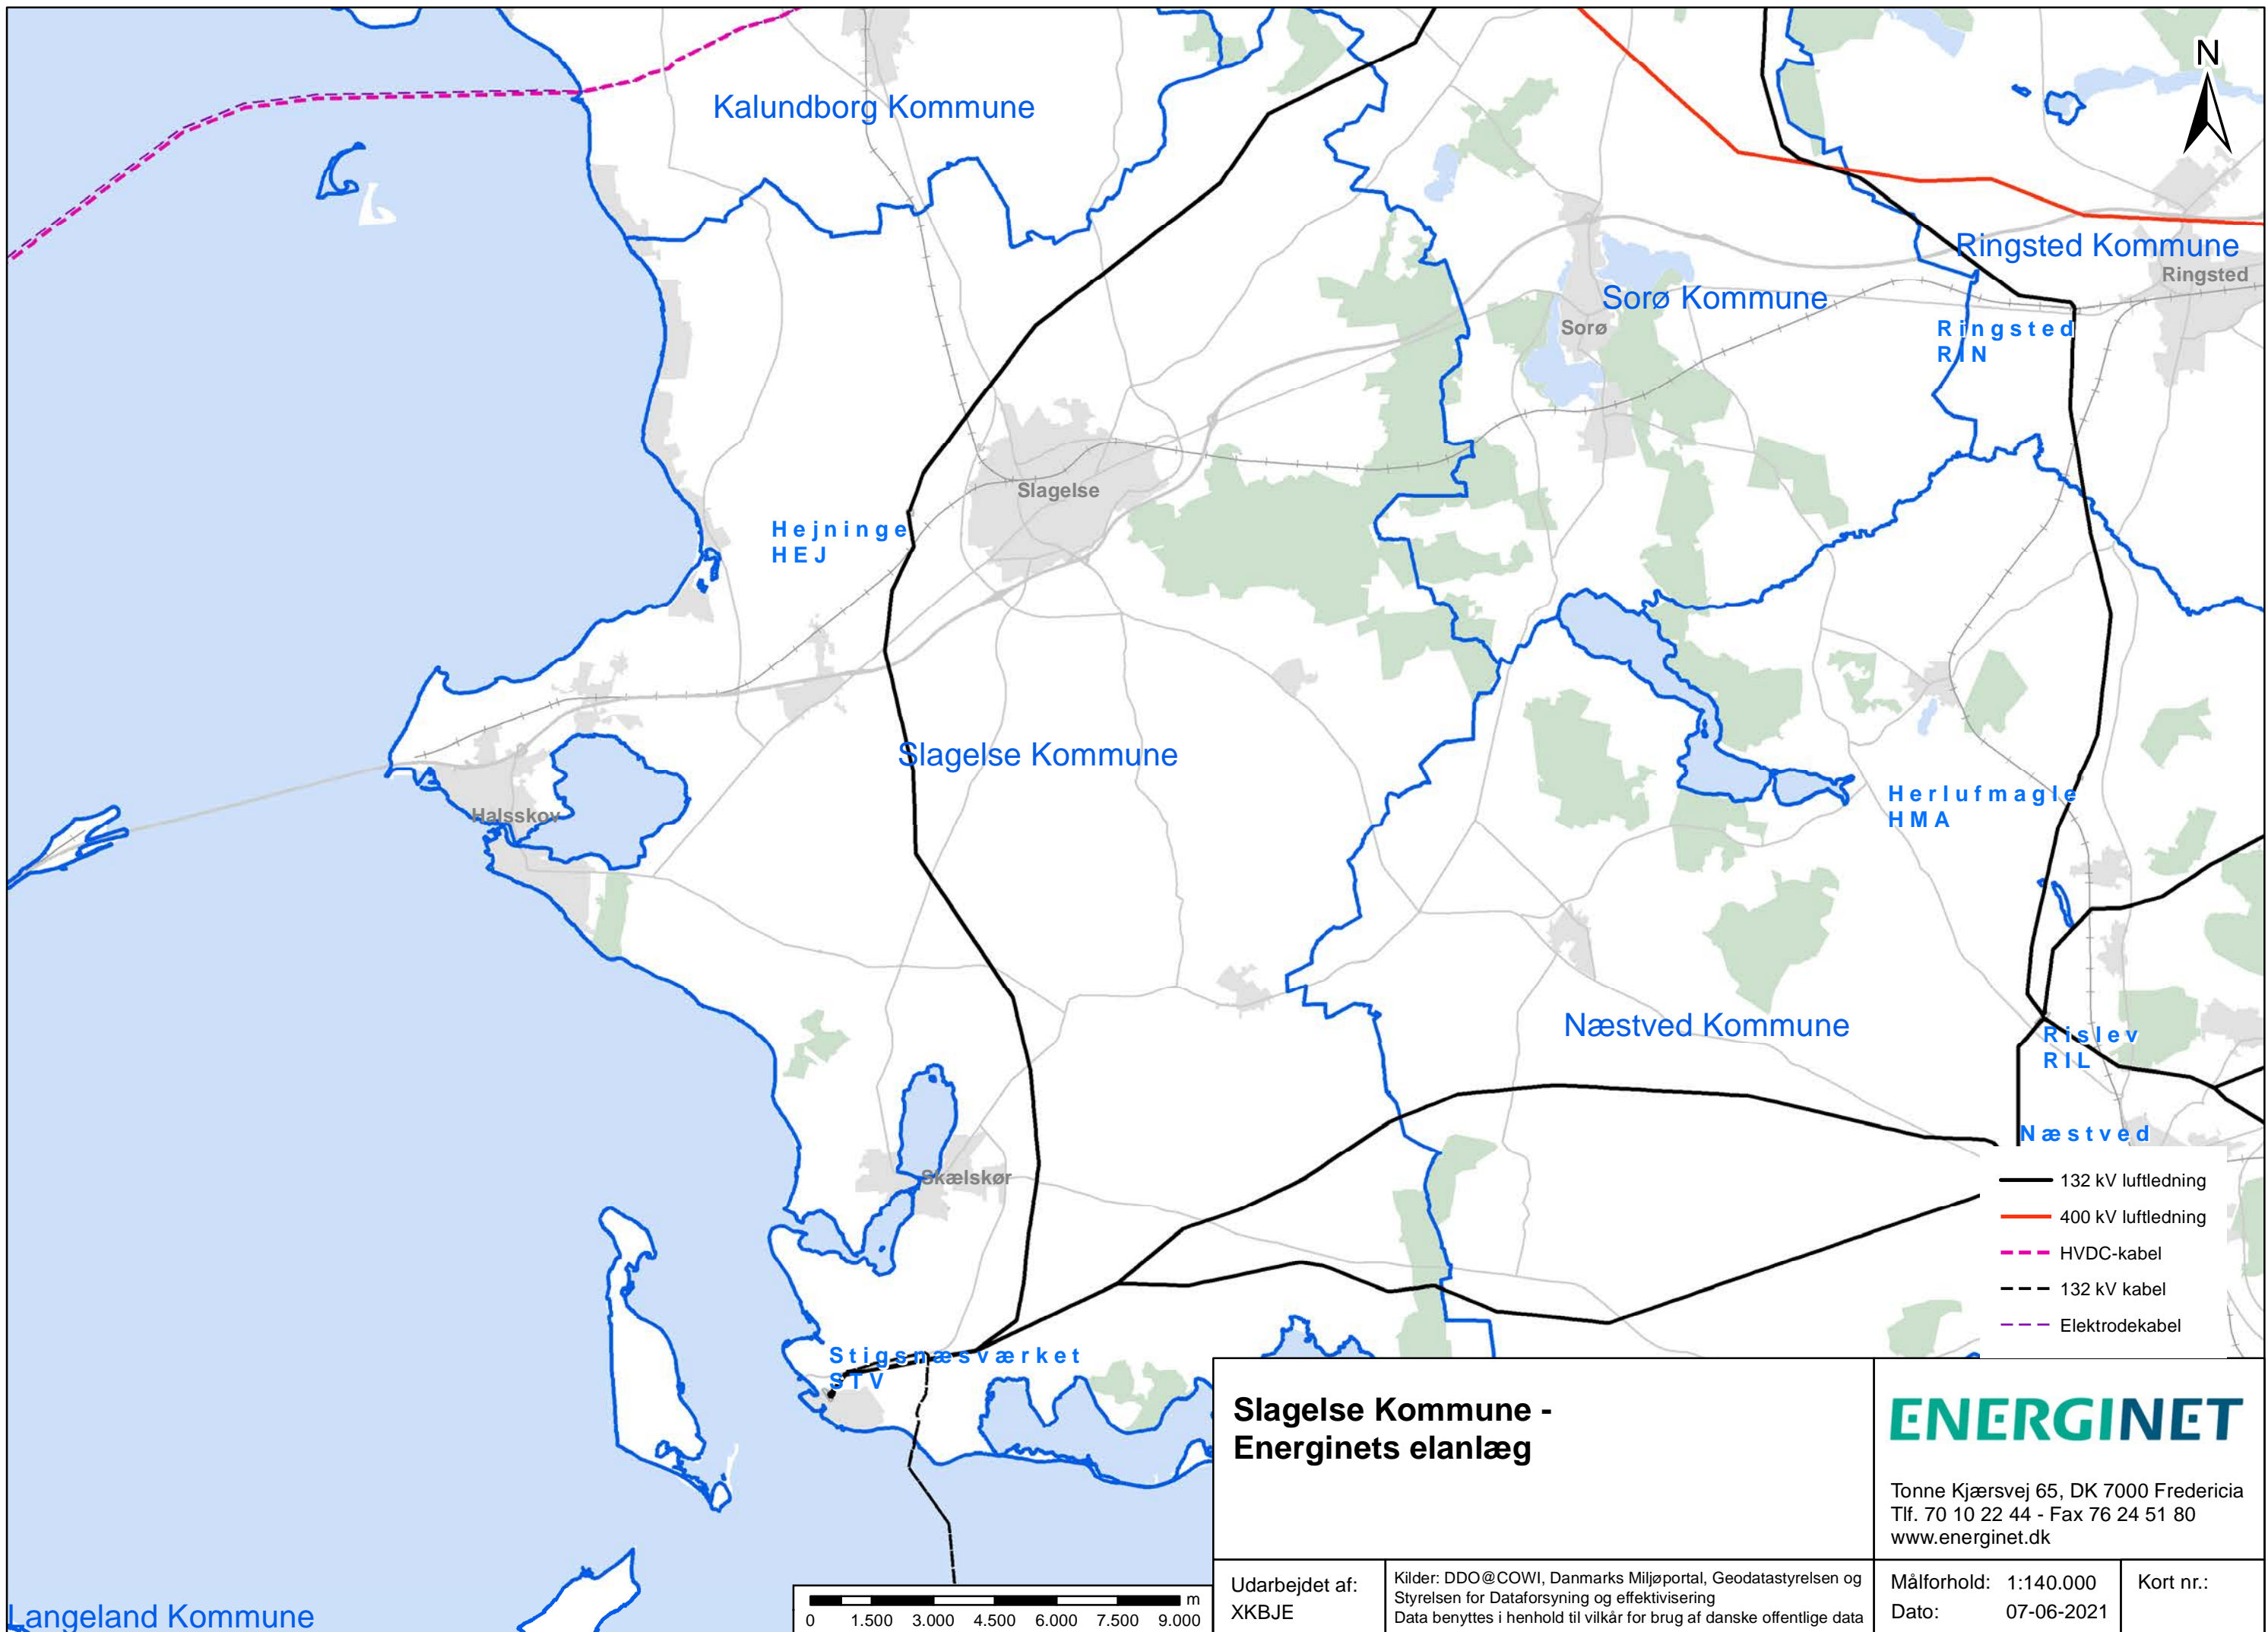 N
Kalundborg Kommune
Ringsted Kommune
Ringsted
Sorø Kommune
Sorø
Ringsted
RIN
Slagelse
Hejninge
HEJ
Slagelse Kommune
Halsskov
Herlufmagle
HMA
Næstved Kommune
Rislev
RIL
Næstved
Skælskør
Stigsnæsværket
STV
Langeland Kommune
132 kV luftledning
400 kV luftledning
HVDC-kabel
132 kV kabel
Elektrodekabel
m
0 1.500 3.000 4.500 6.000 7.500 9.000
Slagelse Kommune -
Energinets elanlæg
ENERGINET
Tonne Kjærsvej 65, DK 7000 Fredericia
Tlf. 70 10 22 44 - Fax 76 24 51 80
www.energinet.dk
Udarbejdet af:
XKBJE
Kilder: DDO@COWI, Danmarks Miljøportal, Geodatastyrelsen og
Styrelsen for Dataforsyning og effektivisering
Data benyttes i henhold til vilkår for brug af danske offentlige data
Målforhold: 1:140.000
Dato: 07-06-2021
Kort nr.: